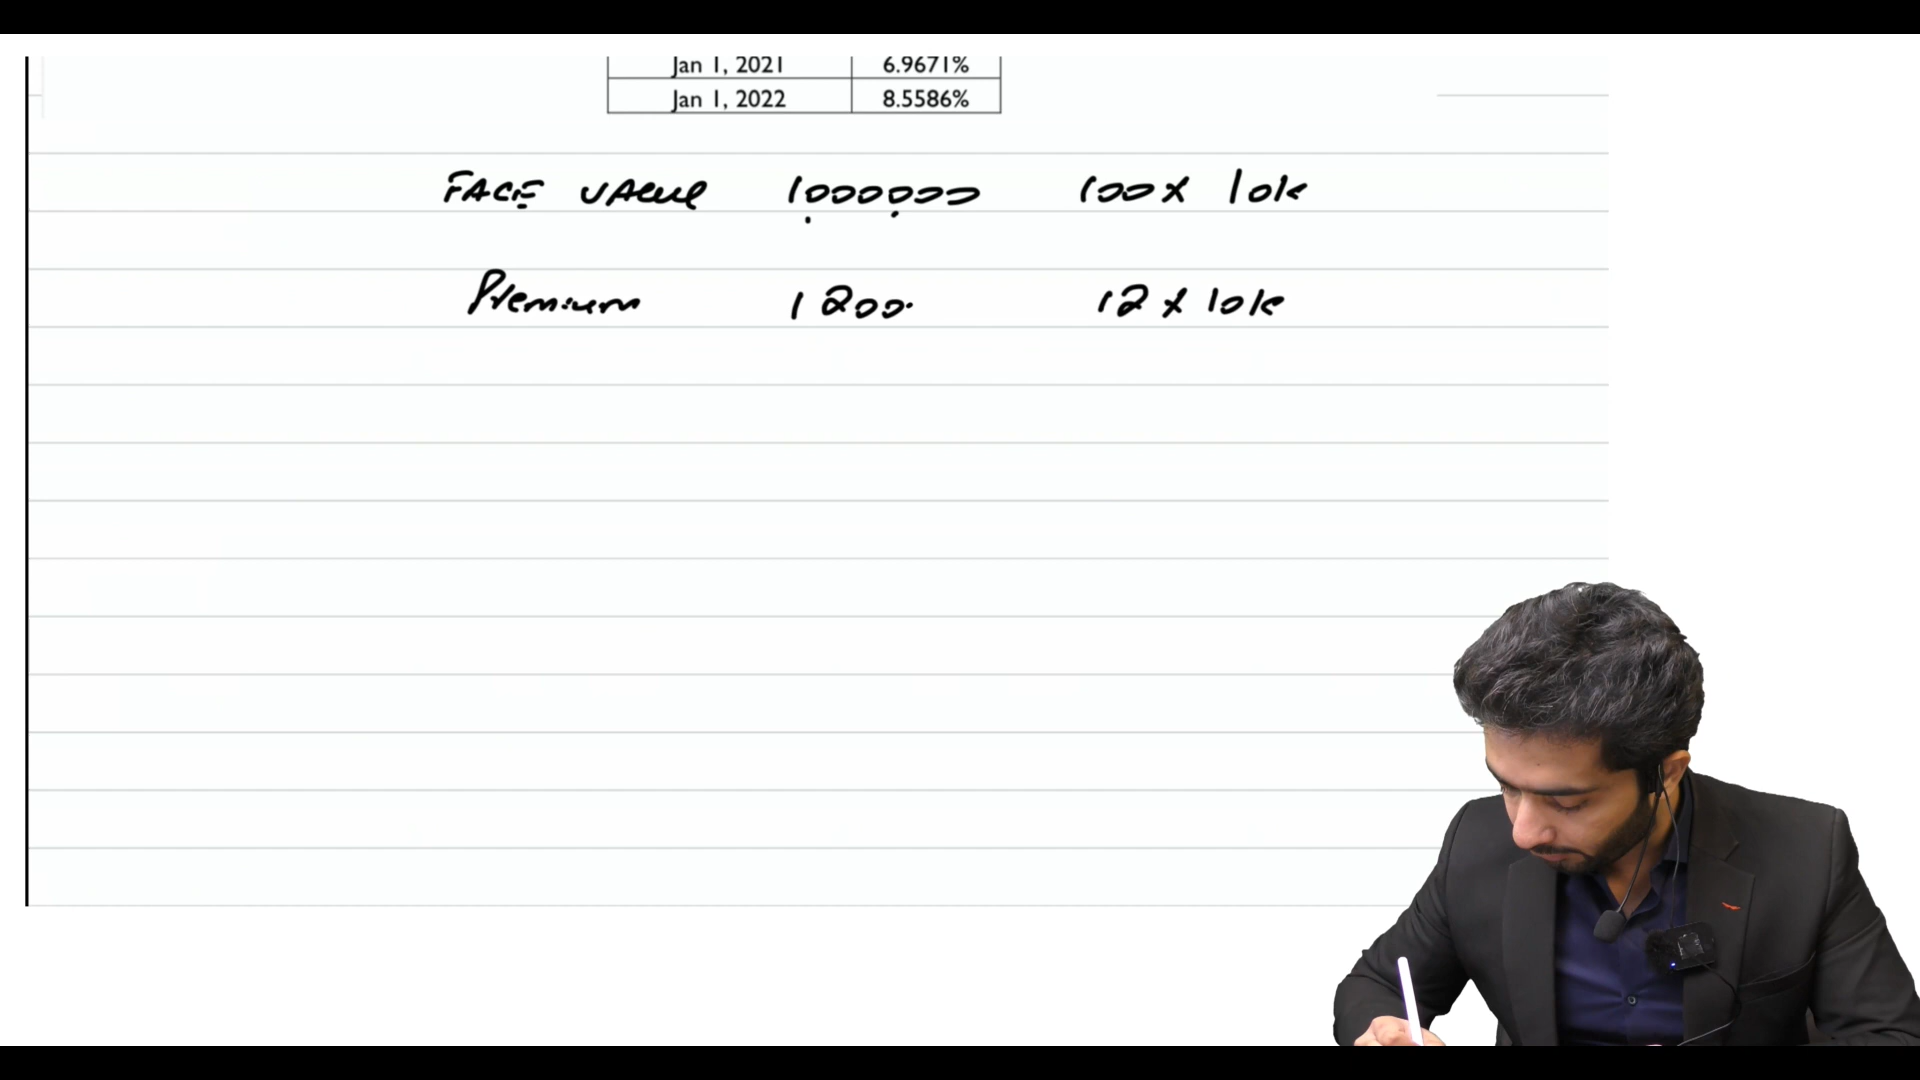 Jan 1, 2021 6.9671%
Jan 1, 2022 8.5586%
FACE VALUE 1000000 100 x 10k
Premium 1200 12 x 10k